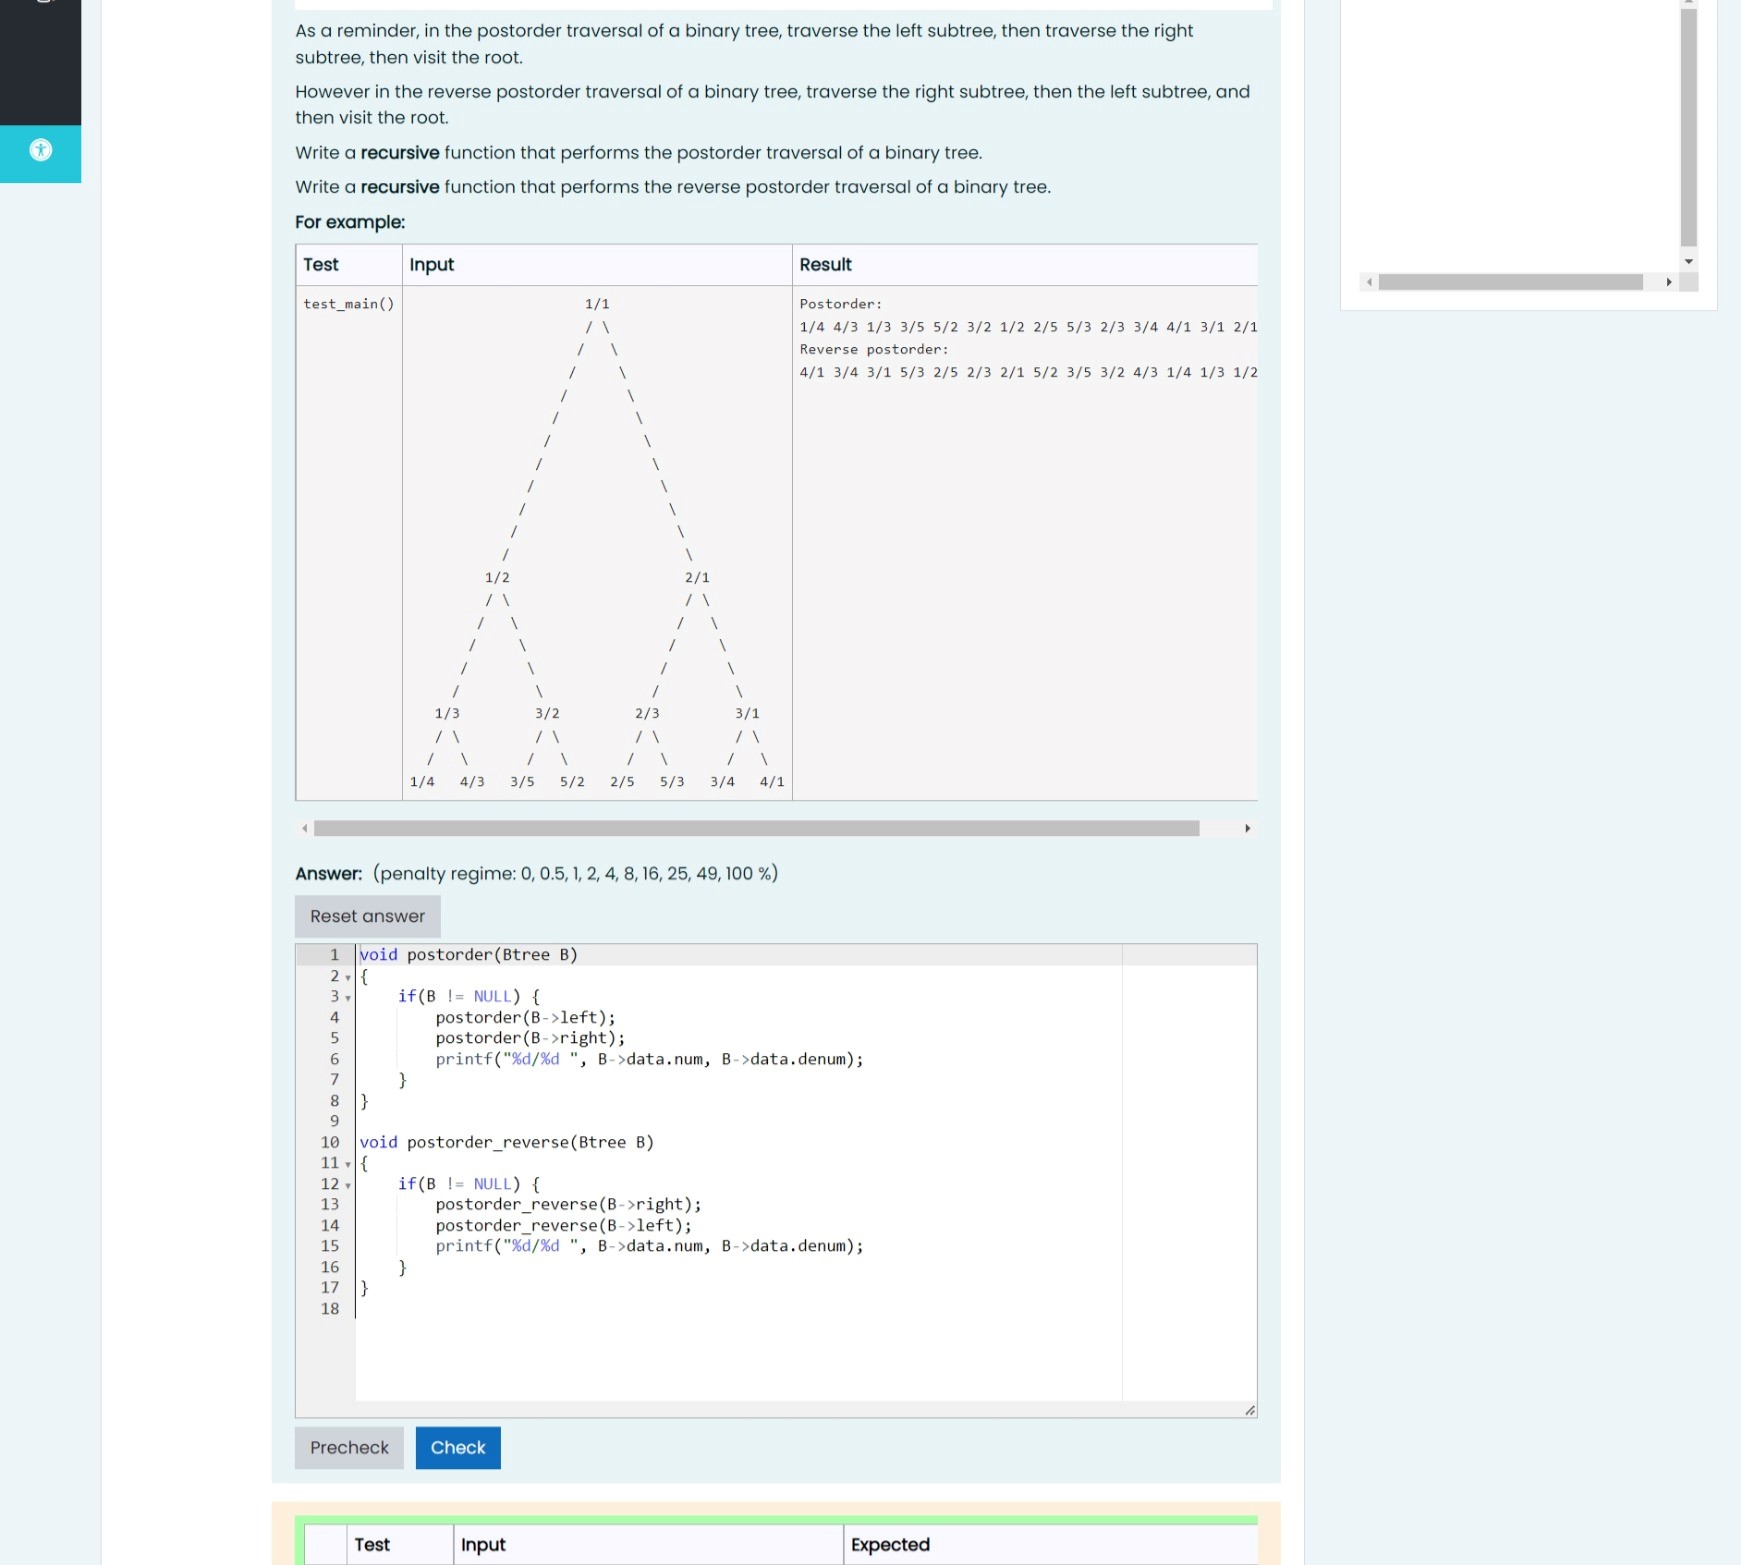 As a reminder, in the postorder traversal of a binary tree, traverse the left subtree, then traverse the right
subtree, then visit the root.
However in the reverse postorder traversal of a binary tree, traverse the right subtree, then the left subtree, and
then visit the root.
Write a recursive function that performs the postorder traversal of a binary tree.
Write a recursive function that performs the reverse postorder traversal of a binary tree.
For example:
Test Input Result
test_main() 1/1 Postorder:
/ \ 1/4 4/3 1/3 3/5 5/2 3/2 1/2 2/5 5/3 2/3 3/4 4/1 3/1 2/1
/ \ Reverse postorder:
/ \ 4/1 3/4 3/1 5/3 2/5 2/3 2/1 5/2 3/5 3/2 4/3 1/4 1/3 1/2
/ \
/ \
/ \
/ \
/ \
/ \
/ \
/ \
1/2 2/1
/ \ / \
/ \ / \
/ \ / \
/ \ / \
/ \ / \
1/3 3/2 2/3 3/1
/ \ / \ / \ / \
/ \ / \ / \ / \
1/4 4/3 3/5 5/2 2/5 5/3 3/4 4/1
Answer: (penalty regime: 0, 0.5, 1, 2, 4, 8, 16, 25, 49, 100 %)
Reset answer
1 void postorder(Btree B)
2 {
3 if(B != NULL) {
4 postorder(B->left);
5 postorder(B->right);
6 printf("%d/%d ", B->data.num, B->data.denum);
7 }
8 }
9
10 void postorder_reverse(Btree B)
11 {
12 if(B != NULL) {
13 postorder_reverse(B->right);
14 postorder_reverse(B->left);
15 printf("%d/%d ", B->data.num, B->data.denum);
16 }
17 }
18
Precheck Check
Test Input Expected